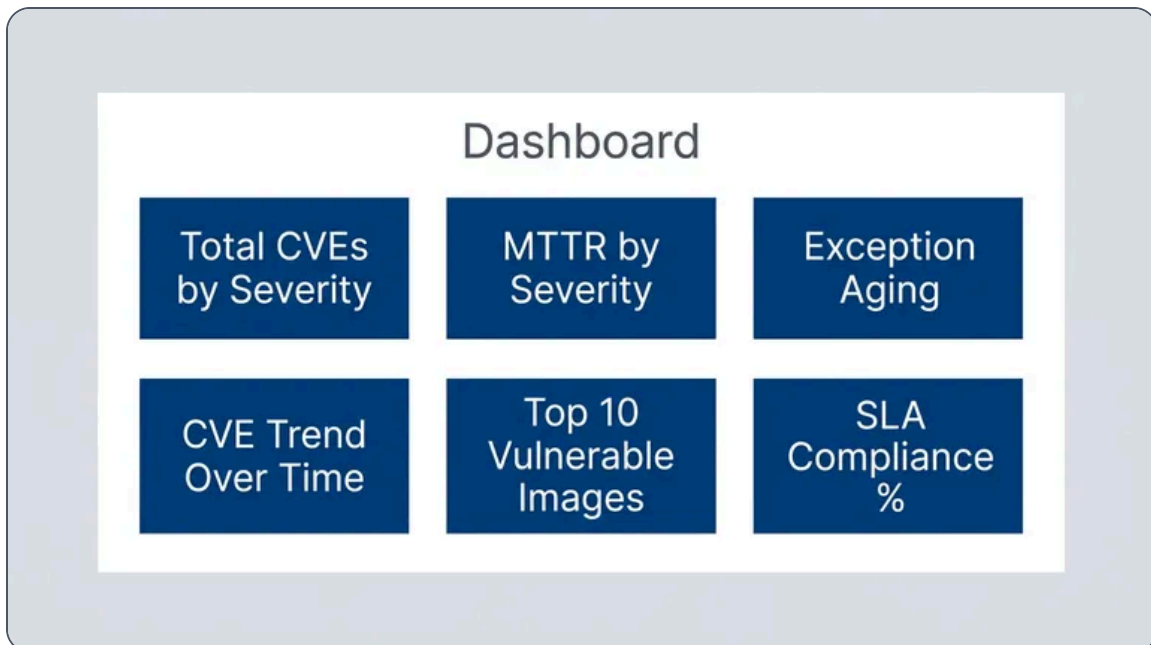 Dashboard
Total CVEs
by Severity
MTTR by
Severity
Exception
Aging
CVE Trend
Over Time
Top 10
Vulnerable
Images
SLA
Compliance
%